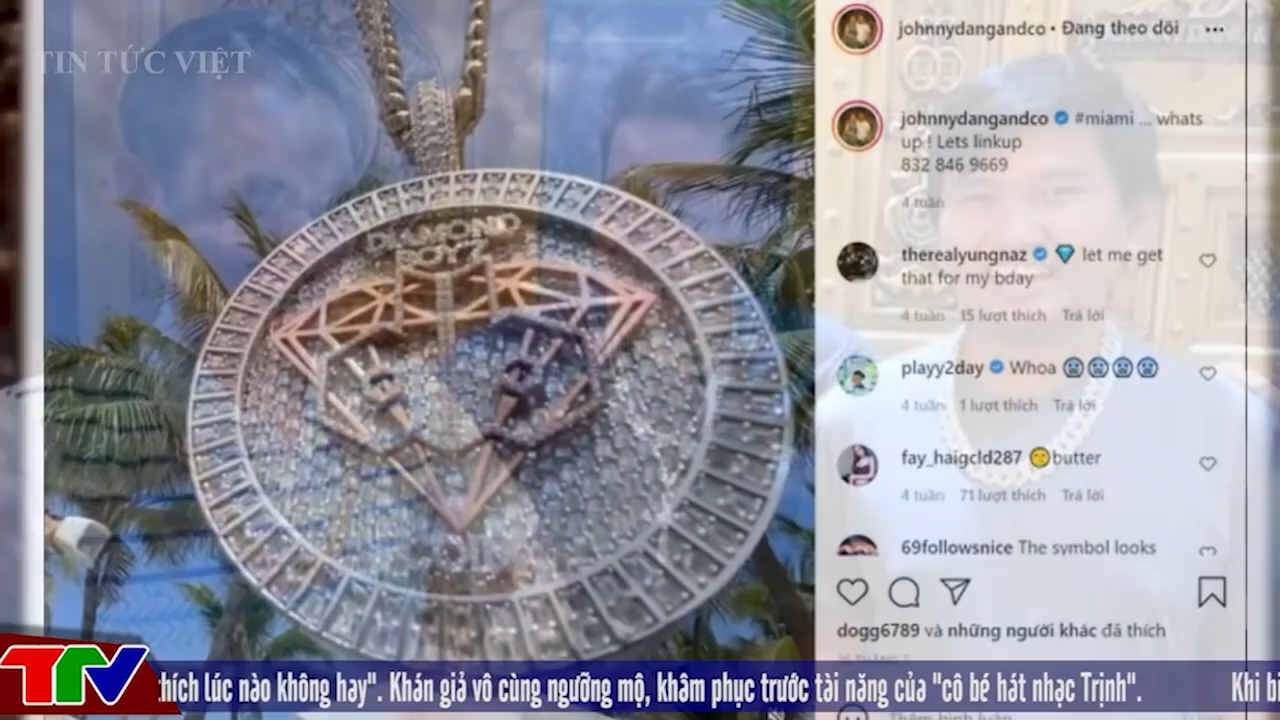 TIN TỨC VIỆT
johnnydangandco • Đang theo dõi
johnnydangandco #miami ... whats
up ! Lets linkup
832 846 9669
4 tuần
therealyungnaz let me get
that for my bday
4 tuần 15 lượt thích Trả lời
playy2day Whoa
4 tuần 1 lượt thích Trả lời
fay_haigcld287 butter
4 tuần 71 lượt thích Trả lời
69followsnice The symbol looks
dogg6789 và những người khác đã thích
DIAMOND
BOYZ
TTV
thích lúc nào không hay". Khán giả vô cùng ngưỡng mộ, khâm phục trước tài năng của "cô bé hát nhạc Trịnh". Khi bị